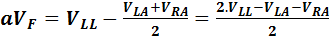 aV_F = V_LL − (V_LA+V_RA)/2 = (2.V_LL−V_LA−V_RA)/2